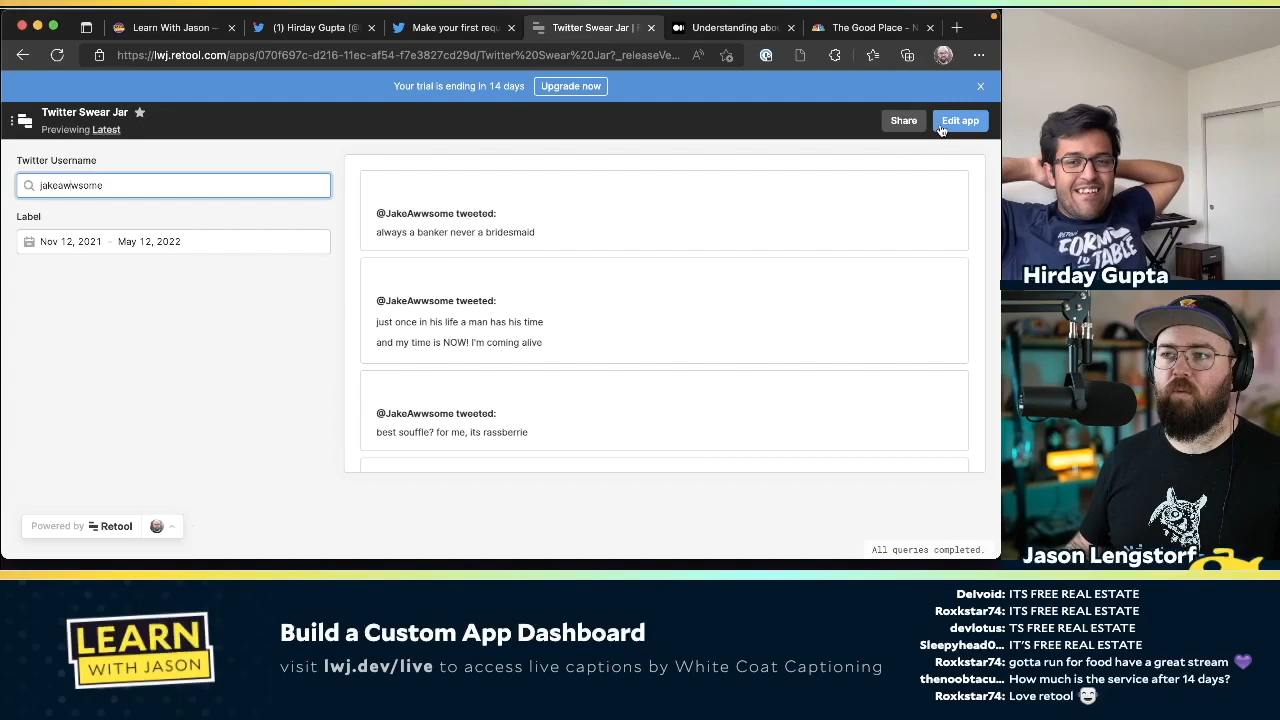 Learn With Jason —
(1) Hirday Gupta (@
Make your first requ
Twitter Swear Jar | R
Understanding abou
The Good Place - N
https://lwj.retool.com/apps/070f697c-d216-11ec-af54-f7e3827cd29d/Twitter%20Swear%20Jar?_releaseVe...
Your trial is ending in 14 days
Upgrade now
X
Twitter Swear Jar
Previewing Latest
Share
Edit app
Twitter Username
jakeawwsome
Label
Nov 12, 2021 - May 12, 2022
@JakeAwwsome tweeted:
always a banker never a bridesmaid
@JakeAwwsome tweeted:
just once in his life a man has his time
and my time is NOW! I'm coming alive
@JakeAwwsome tweeted:
best souffle? for me, its rassberrie
Powered by Retool
All queries completed.
RETOOL
FORM
TO
TABLE
Hirday Gupta
Jason Lengstorf
LEARN
WITH JASON
Build a Custom App Dashboard
visit lwj.dev/live to access live captions by White Coat Captioning
Delvoid: ITS FREE REAL ESTATE
Roxkstar74: ITS FREE REAL ESTATE
devlotus: TS FREE REAL ESTATE
Sleepyhead0... IT'S FREE REAL ESTATE
Roxkstar74: gotta run for food have a great stream
thenoobtacu... How much is the service after 14 days?
Roxkstar74: Love retool